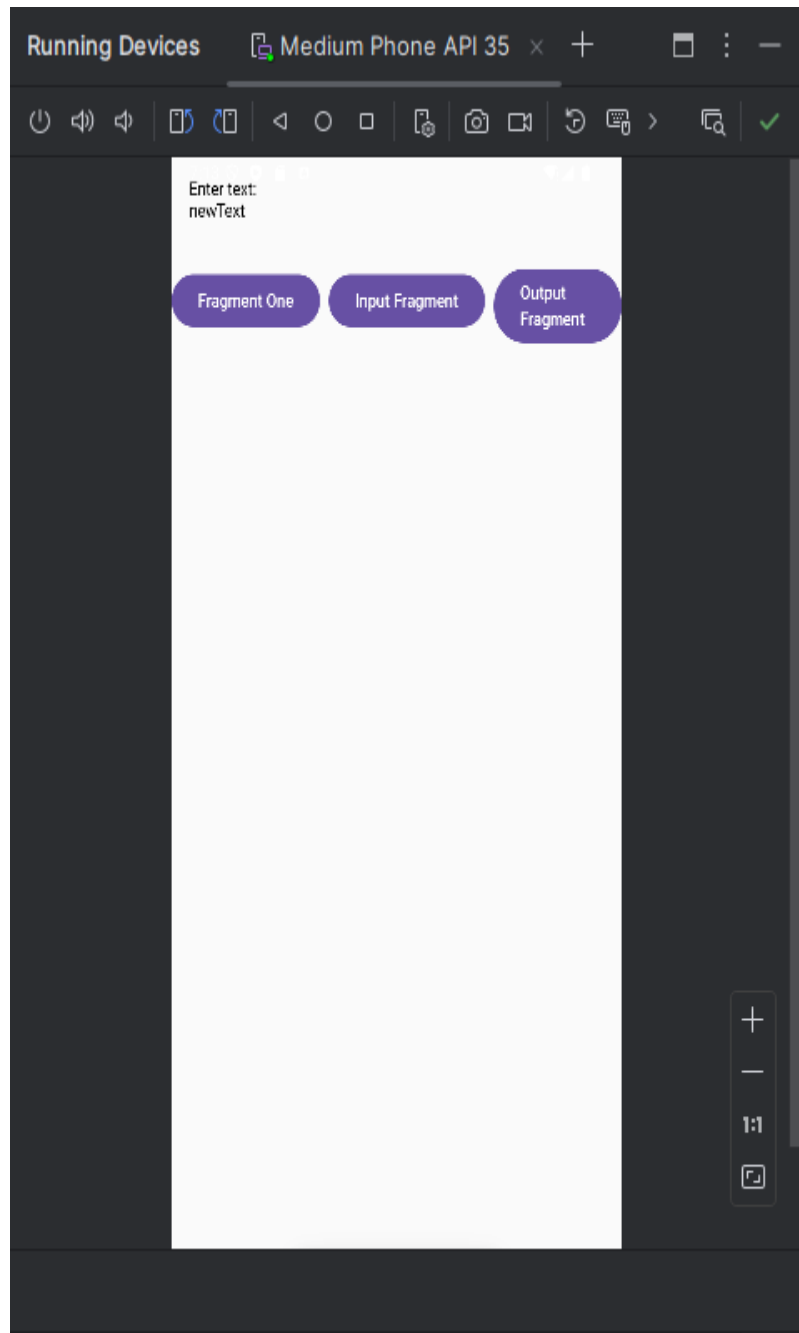 Running Devices Medium Phone API 35
Enter text:
newText
Fragment One Input Fragment Output
Fragment
1:1